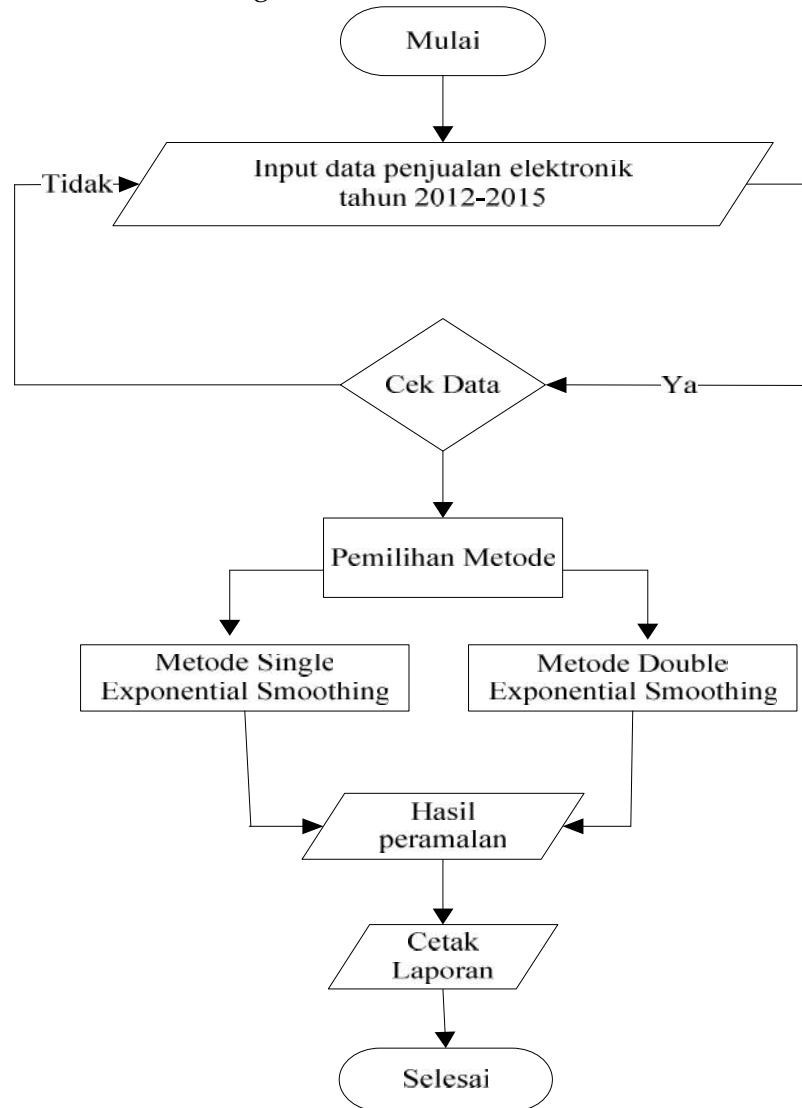 Mulai
Input data penjualan elektronik
tahun 2012-2015
Tidak
Cek Data
Ya
Pemilihan Metode
Metode Single
Exponential Smoothing
Metode Double
Exponential Smoothing
Hasil
peramalan
Cetak
Laporan
Selesai